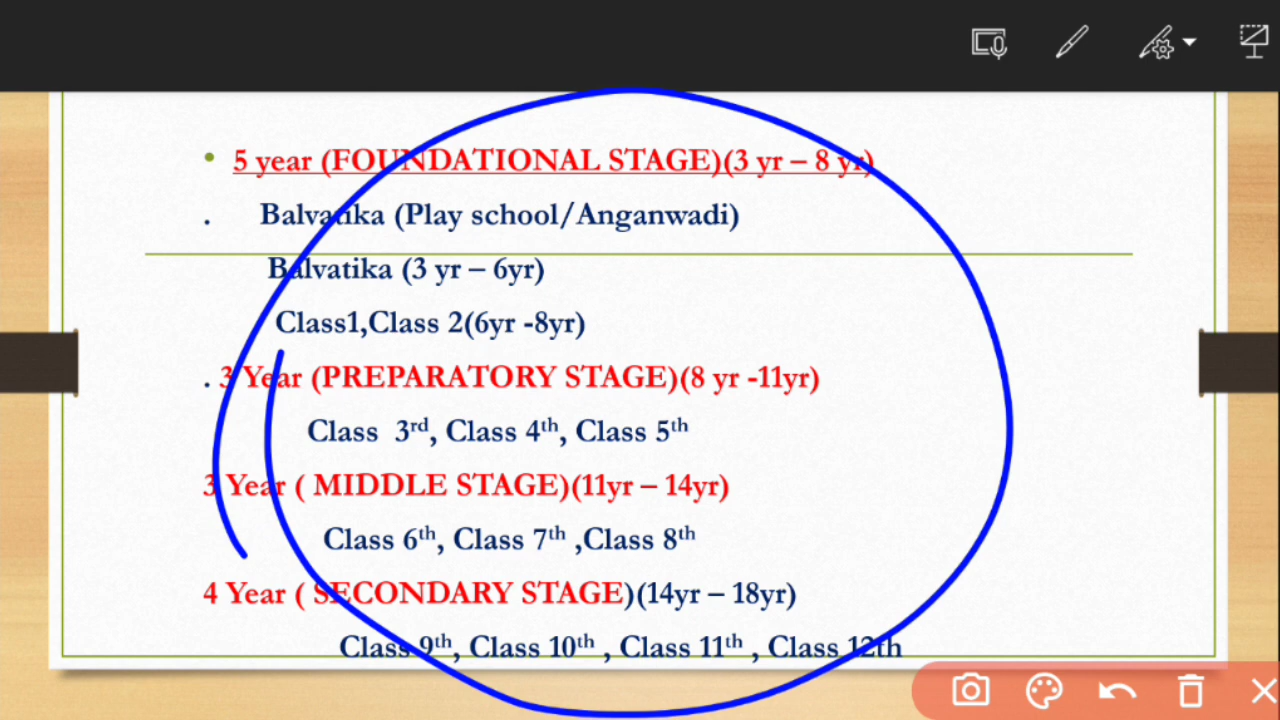 • 5 year (FOUNDATIONAL STAGE)(3 yr – 8 yr)
. Balvatika (Play school/Anganwadi)
Balvatika (3 yr – 6yr)
Class1,Class 2(6yr -8yr)
. 3 Year (PREPARATORY STAGE)(8 yr -11yr)
Class 3rd, Class 4th, Class 5th
3 Year ( MIDDLE STAGE)(11yr – 14yr)
Class 6th, Class 7th ,Class 8th
4 Year ( SECONDARY STAGE)(14yr – 18yr)
Class 9th, Class 10th , Class 11th , Class 12th